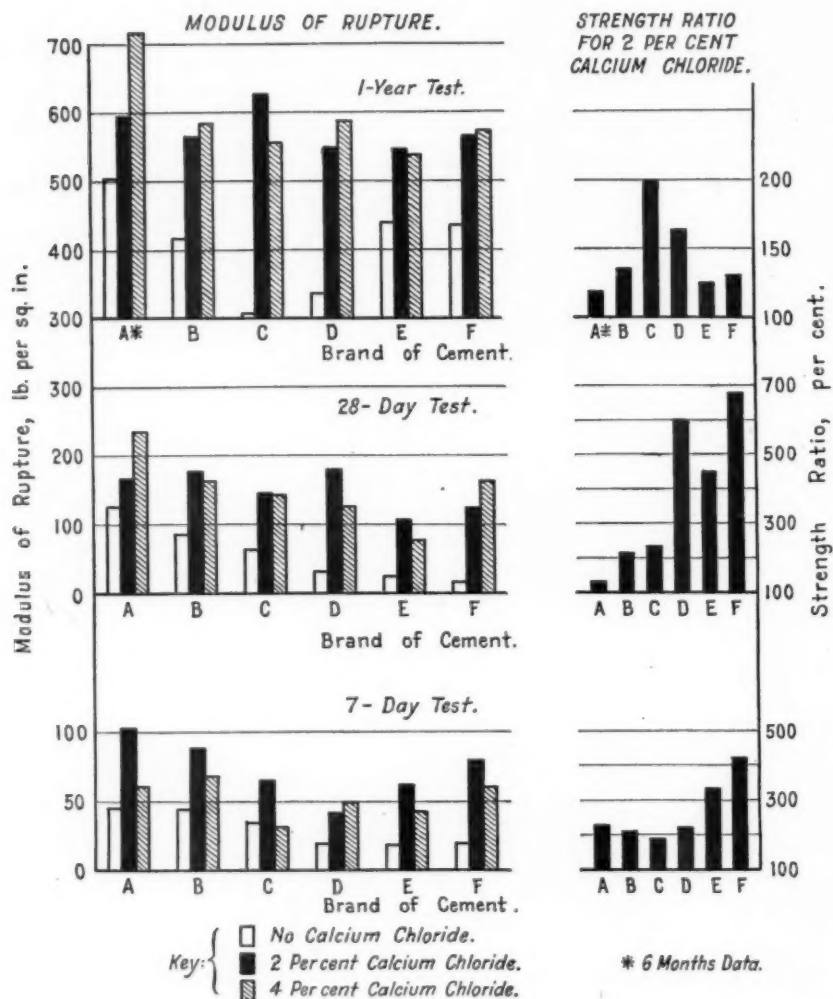 MODULUS OF RUPTURE.
STRENGTH RATIO
FOR 2 PER CENT
CALCIUM CHLORIDE.
Modulus of Rupture, lb. per sq. in.
1-Year Test.
700
600
500
400
300
A* B C D E F
Brand of Cement.
200
150
100
A* B C D E F
28-Day Test.
300
200
100
0
A B C D E F
Brand of Cement.
700
500
300
100
A B C D E F
Strength Ratio, per cent.
7-Day Test.
100
50
0
A B C D E F
Brand of Cement.
500
300
100
A B C D E F
Key:
No Calcium Chloride.
2 Percent Calcium Chloride.
4 Percent Calcium Chloride.
* 6 Months Data.